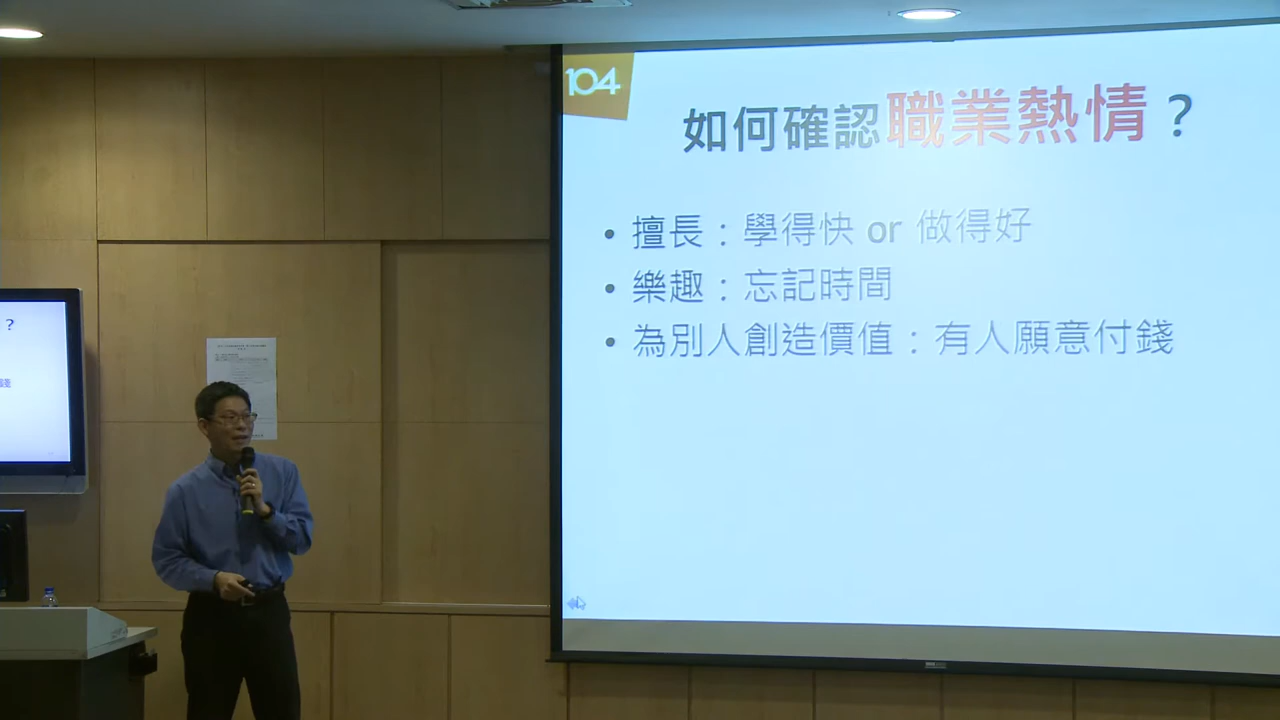 104
如何確認職業熱情？
• 擅長：學得快 or 做得好
• 樂趣：忘記時間
• 為別人創造價值：有人願意付錢
？
錢